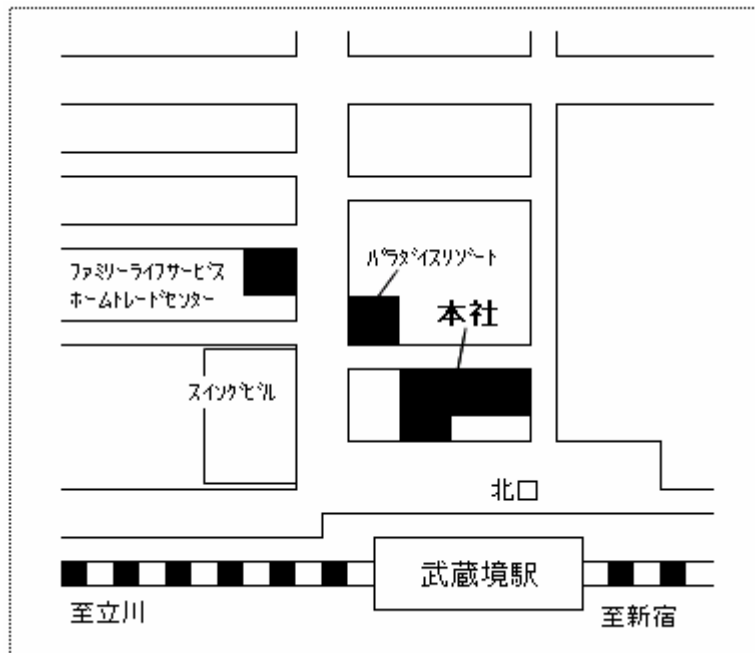 ﾊﾟﾗﾀﾞｲｽﾘｿﾞｰﾄ
ﾌｧﾐﾘｰﾗｲﾌｻｰﾋﾞｽ
ﾎｰﾑﾄﾚｰﾄﾞｾﾝﾀｰ
本社
ｽｲﾝｸﾞﾋﾞﾙ
北口
武蔵境駅
至立川
至新宿